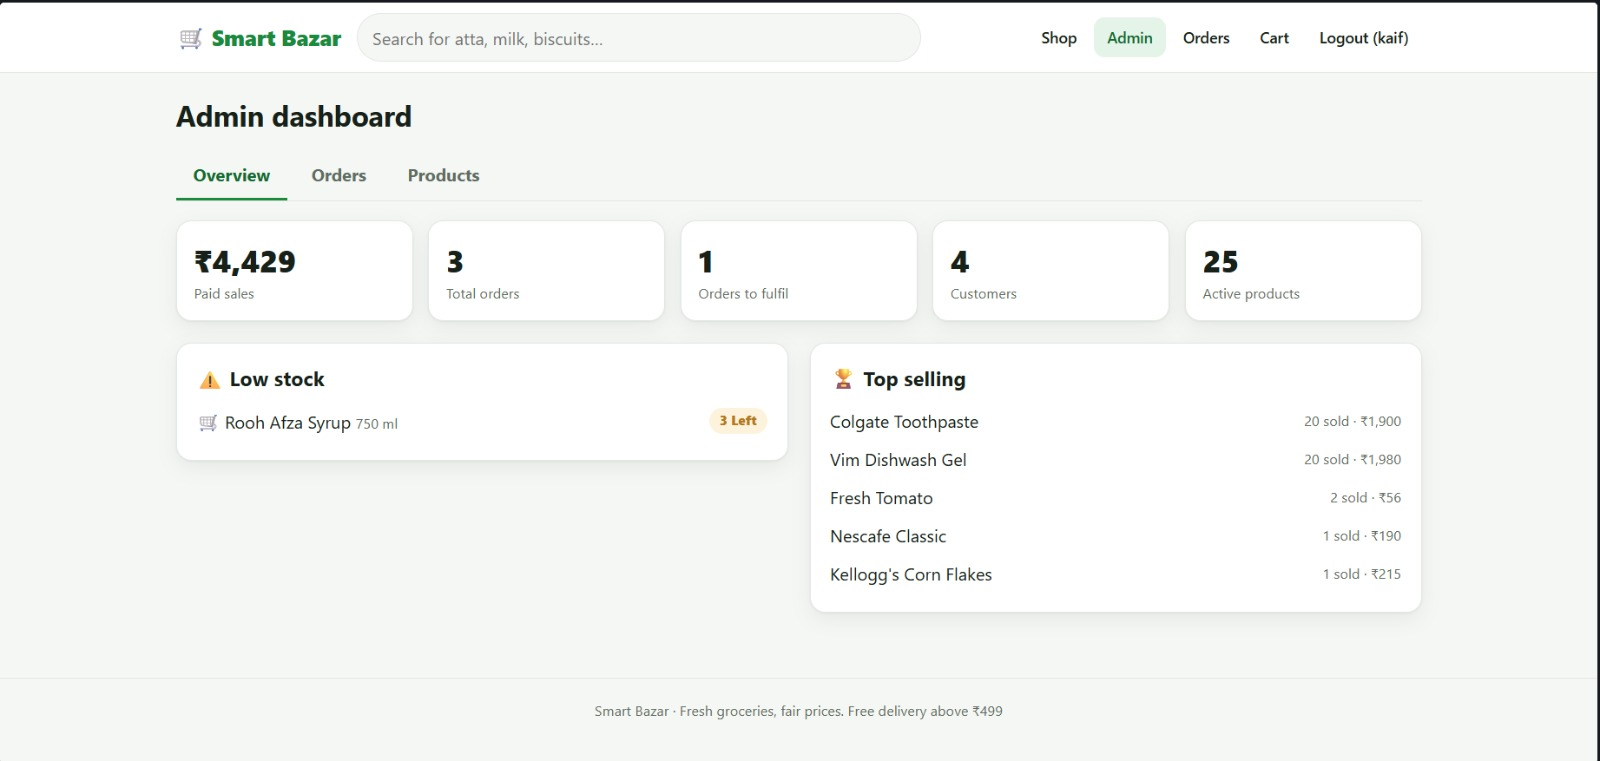 Smart Bazar
Search for atta, milk, biscuits...
Shop Admin Orders Cart Logout (kaif)
Admin dashboard
Overview Orders Products
₹4,429
Paid sales
3
Total orders
1
Orders to fulfil
4
Customers
25
Active products
Low stock
Rooh Afza Syrup 750 ml 3 Left
Top selling
Colgate Toothpaste 20 sold · ₹1,900
Vim Dishwash Gel 20 sold · ₹1,980
Fresh Tomato 2 sold · ₹56
Nescafe Classic 1 sold · ₹190
Kellogg's Corn Flakes 1 sold · ₹215
Smart Bazar · Fresh groceries, fair prices. Free delivery above ₹499